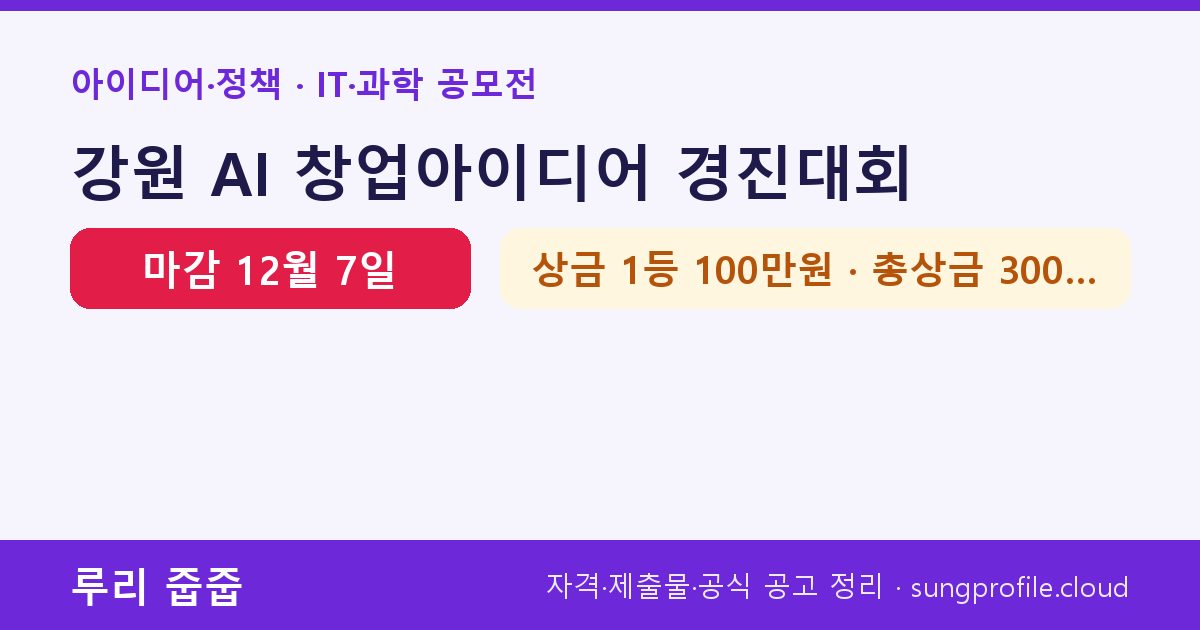 아이디어·정책 · IT·과학 공모전
강원 AI 창업아이디어 경진대회
마감 12월 7일
상금 1등 100만원 · 총상금 300...
루리 줍줍
자격·제출물·공식 공고 정리 · sungprofile.cloud